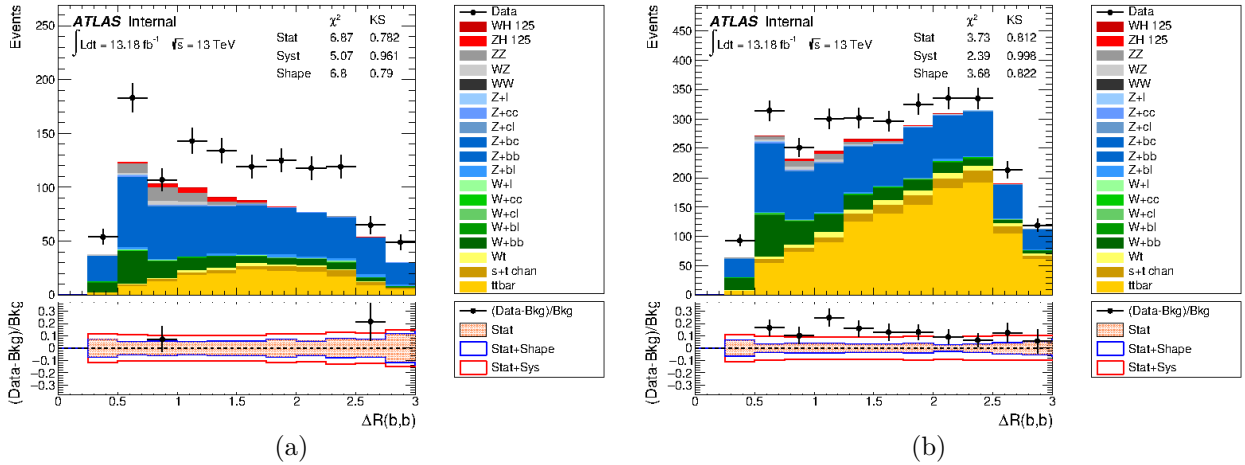 Events
250
200
150
100
50
0
ATLAS Internal
∫Ldt = 13.18 fb⁻¹ √s = 13 TeV
χ² KS
Stat 6.87 0.782
Syst 5.07 0.961
Shape 6.8 0.79
Data
WH 125
ZH 125
ZZ
WZ
WW
Z+l
Z+cc
Z+cl
Z+bc
Z+bb
Z+bl
W+l
W+cc
W+cl
W+bl
W+bb
Wt
s+t chan
ttbar
(Data-Bkg)/Bkg
0.3
0.2
0.1
0
−0.1
−0.2
−0.3
0 0.5 1 1.5 2 2.5 3
ΔR(b,b)
(Data-Bkg)/Bkg
Stat
Stat+Shape
Stat+Sys
(a)
Events
450
400
350
300
250
200
150
100
50
0
ATLAS Internal
∫Ldt = 13.18 fb⁻¹ √s = 13 TeV
χ² KS
Stat 3.73 0.812
Syst 2.39 0.998
Shape 3.68 0.822
Data
WH 125
ZH 125
ZZ
WZ
WW
Z+l
Z+cc
Z+cl
Z+bc
Z+bb
Z+bl
W+l
W+cc
W+cl
W+bl
W+bb
Wt
s+t chan
ttbar
(Data-Bkg)/Bkg
0.3
0.2
0.1
0
−0.1
−0.2
−0.3
0 0.5 1 1.5 2 2.5 3
ΔR(b,b)
(Data-Bkg)/Bkg
Stat
Stat+Shape
Stat+Sys
(b)